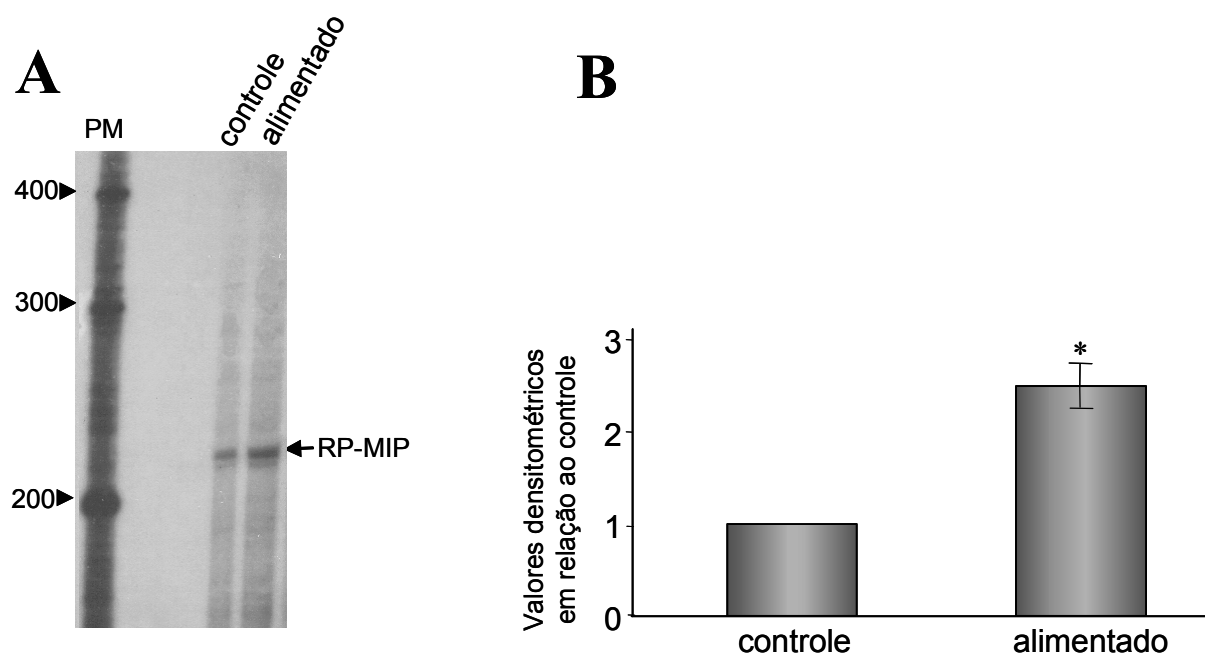 A
PM
controle
alimentado
400
300
RP-MIP
200
B
Valores densitométricos
em relação ao controle
3
2
1
0
*
controle
alimentado